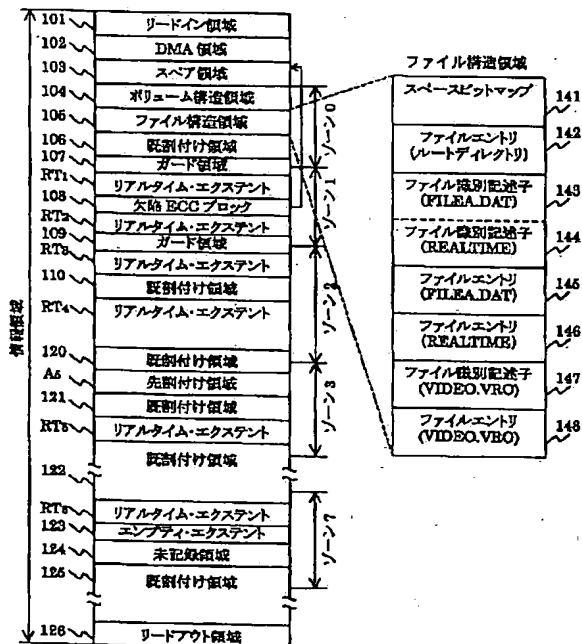 101 リードイン領域
102 DMA 領域
103 スペア領域
104 ボリューム構造領域
105 ファイル構造領域
106 既割付け領域
107 ガード領域
RT1 リアルタイム・エクステント
108 欠陥 ECC ブロック
RT2 リアルタイム・エクステント
109 ガード領域
RT3 リアルタイム・エクステント
110 既割付け領域
RT4 リアルタイム・エクステント
120 既割付け領域
A5 先割付け領域
121 既割付け領域
RT5 リアルタイム・エクステント
122 既割付け領域
リアルタイム・エクステント
123 エンプティ・エクステント
124 未記録領域
125 既割付け領域
126 リードアウト領域
情報領域
ゾーン0
ゾーン1
ゾーン2
ゾーン3
ゾーン7
ファイル構造領域
スペースビットマップ 141
ファイルエントリ 142
(ルートディレクトリ)
ファイル識別記述子 143
(FILEA.DAT)
ファイル識別記述子 144
(REALTIME)
ファイルエントリ 145
(FILEA.DAT)
ファイルエントリ 146
(REALTIME)
ファイル識別記述子 147
(VIDEO.VRO)
ファイルエントリ 148
(VIDEO.VRO)